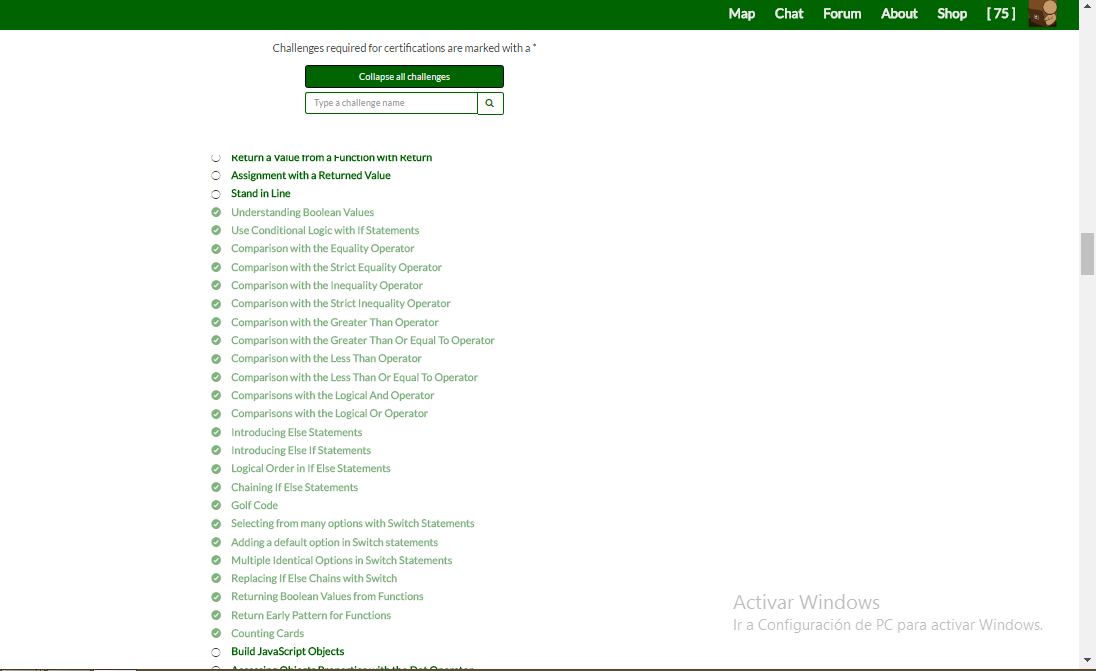 Map Chat Forum About Shop [ 75 ]
Challenges required for certifications are marked with a *
Collapse all challenges
Type a challenge name
Return a Value from a Function with Return
Assignment with a Returned Value
Stand in Line
Understanding Boolean Values
Use Conditional Logic with If Statements
Comparison with the Equality Operator
Comparison with the Strict Equality Operator
Comparison with the Inequality Operator
Comparison with the Strict Inequality Operator
Comparison with the Greater Than Operator
Comparison with the Greater Than Or Equal To Operator
Comparison with the Less Than Operator
Comparison with the Less Than Or Equal To Operator
Comparisons with the Logical And Operator
Comparisons with the Logical Or Operator
Introducing Else Statements
Introducing Else If Statements
Logical Order in If Else Statements
Chaining If Else Statements
Golf Code
Selecting from many options with Switch Statements
Adding a default option in Switch statements
Multiple Identical Options in Switch Statements
Replacing If Else Chains with Switch
Returning Boolean Values from Functions
Return Early Pattern for Functions
Counting Cards
Build JavaScript Objects
Accessing Objects Properties with the Dot Operator
Activar Windows
Ir a Configuración de PC para activar Windows.